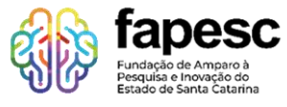 fapesc
Fundação de Amparo à
Pesquisa e Inovação do
Estado de Santa Catarina